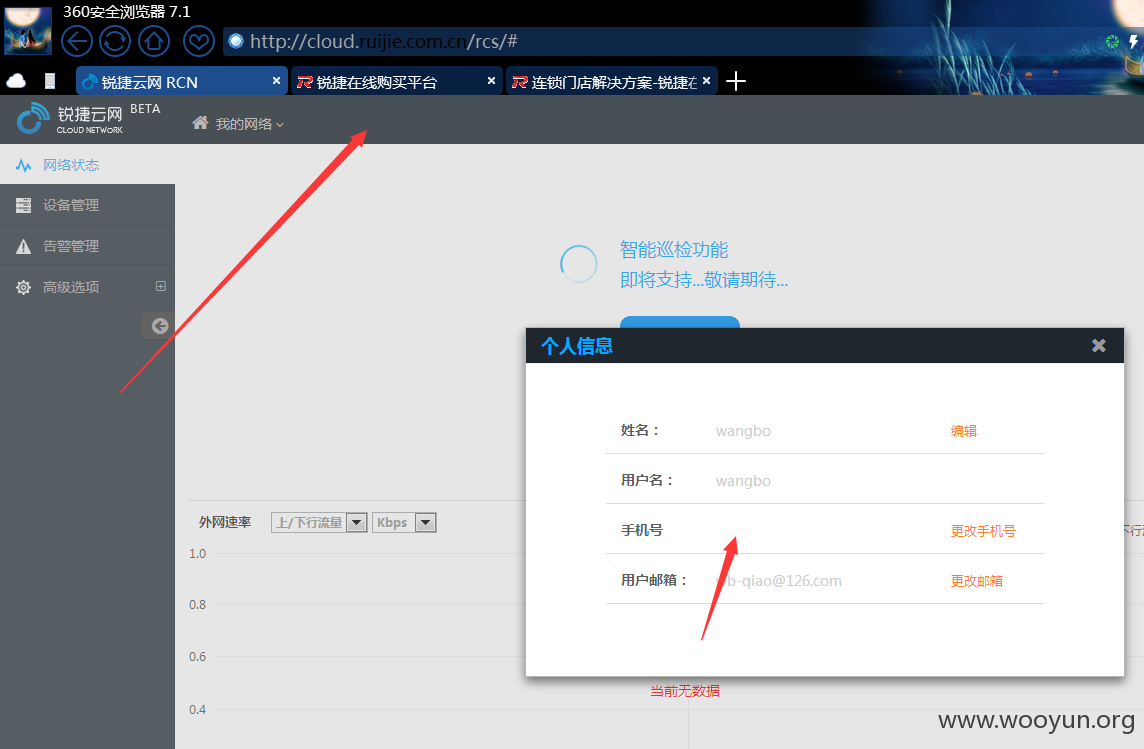 360安全浏览器 7.1
http://cloud.ruijie.com.cn/rcs/#
锐捷云网 RCN
锐捷在线购买平台
连锁门店解决方案-锐捷在
锐捷云网 BETA
CLOUD NETWORK
我的网络
网络状态
设备管理
告警管理
高级选项
智能巡检功能
即将支持...敬请期待...
个人信息
姓名： wangbo 编辑
用户名： wangbo
手机号 更改手机号
用户邮箱： b-qiao@126.com 更改邮箱
外网速率 上/下行流量 Kbps
下行
1.0
0.8
0.6
0.4
当前无数据
www.wooyun.org